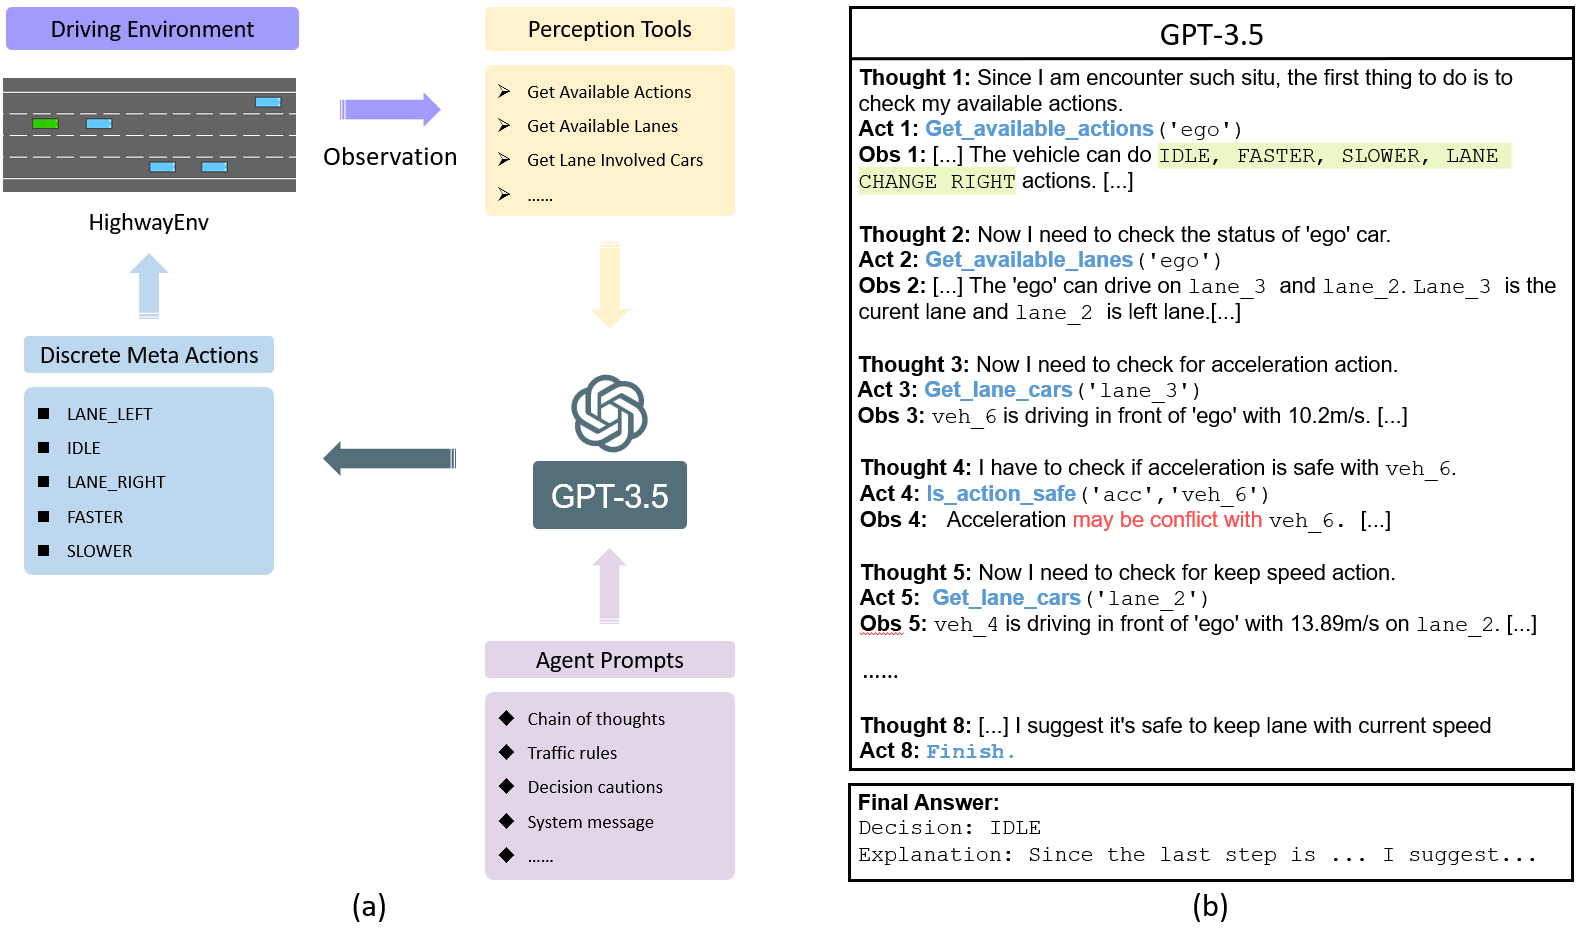 Driving Environment
HighwayEnv
Observation
Perception Tools
Get Available Actions
Get Available Lanes
Get Lane Involved Cars
......
Discrete Meta Actions
LANE_LEFT
IDLE
LANE_RIGHT
FASTER
SLOWER
GPT-3.5
Agent Prompts
Chain of thoughts
Traffic rules
Decision cautions
System message
......
(a)
GPT-3.5
Thought 1: Since I am encounter such situ, the first thing to do is to
check my available actions.
Act 1: Get_available_actions('ego')
Obs 1: [...] The vehicle can do IDLE, FASTER, SLOWER, LANE
CHANGE RIGHT actions. [...]
Thought 2: Now I need to check the status of 'ego' car.
Act 2: Get_available_lanes('ego')
Obs 2: [...] The 'ego' can drive on lane_3 and lane_2. Lane_3 is the
curent lane and lane_2 is left lane.[...]
Thought 3: Now I need to check for acceleration action.
Act 3: Get_lane_cars('lane_3')
Obs 3: veh_6 is driving in front of 'ego' with 10.2m/s. [...]
Thought 4: I have to check if acceleration is safe with veh_6.
Act 4: Is_action_safe('acc','veh_6')
Obs 4: Acceleration may be conflict with veh_6. [...]
Thought 5: Now I need to check for keep speed action.
Act 5: Get_lane_cars('lane_2')
Obs 5: veh_4 is driving in front of 'ego' with 13.89m/s on lane_2. [...]
......
Thought 8: [...] I suggest it's safe to keep lane with current speed
Act 8: Finish.
Final Answer:
Decision: IDLE
Explanation: Since the last step is ... I suggest...
(b)